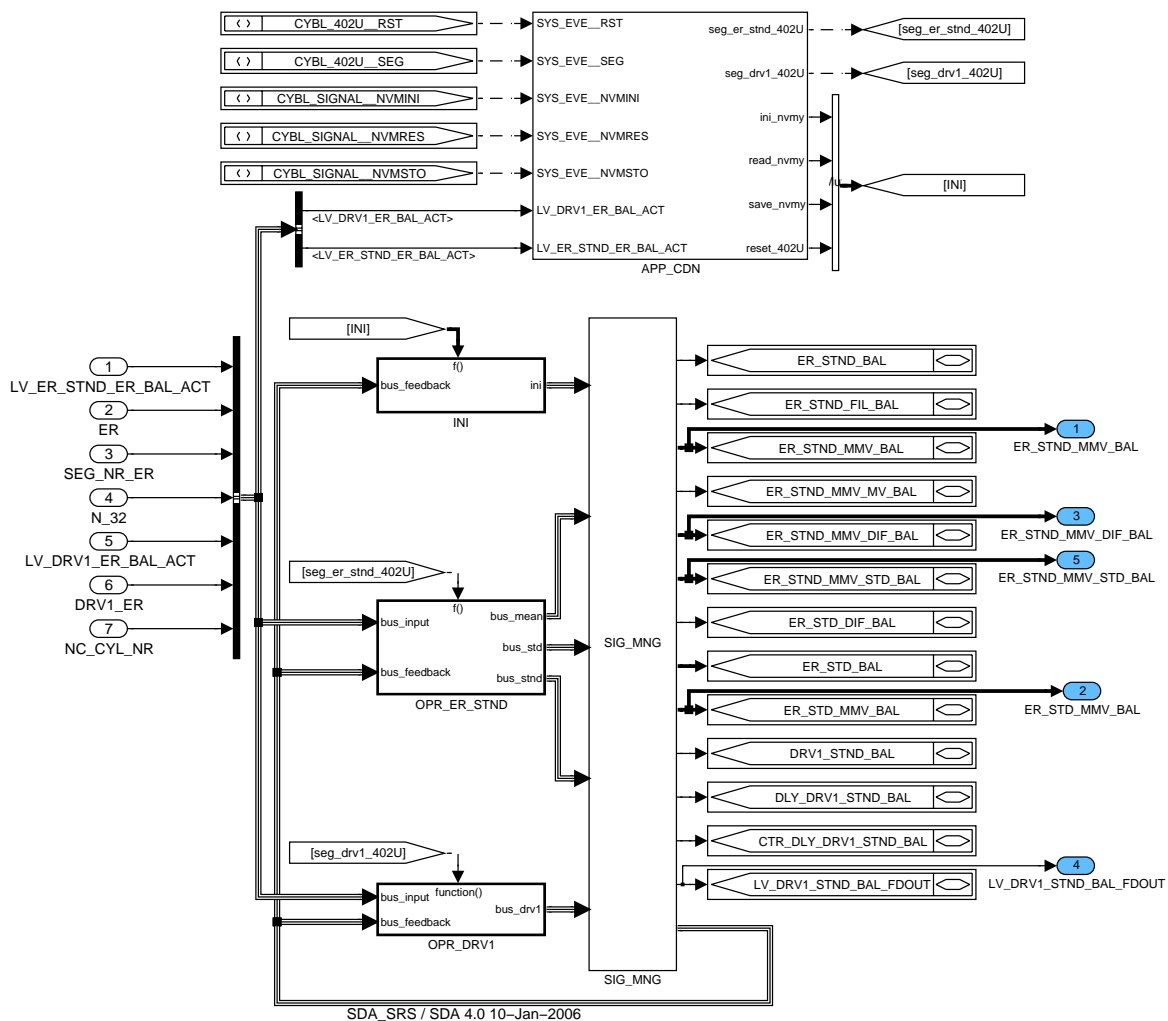 CYBL_402U__RST
SYS_EVE__RST
seg_er_stnd_402U
[seg_er_stnd_402U]
CYBL_402U__SEG
SYS_EVE__SEG
seg_drv1_402U
[seg_drv1_402U]
CYBL_SIGNAL__NVMINI
SYS_EVE__NVMINI
ini_nvmy
CYBL_SIGNAL__NVMRES
SYS_EVE__NVMRES
read_nvmy
CYBL_SIGNAL__NVMSTO
SYS_EVE__NVMSTO
[INI]
save_nvmy
<LV_DRV1_ER_BAL_ACT>
LV_DRV1_ER_BAL_ACT
<LV_ER_STND_ER_BAL_ACT>
LV_ER_STND_ER_BAL_ACT
reset_402U
APP_CDN
[INI]
f()
bus_feedback
ini
INI
1
LV_ER_STND_ER_BAL_ACT
2
ER
3
SEG_NR_ER
4
N_32
5
LV_DRV1_ER_BAL_ACT
6
DRV1_ER
7
NC_CYL_NR
[seg_er_stnd_402U]
f()
bus_input
bus_feedback
bus_mean
bus_std
bus_stnd
OPR_ER_STND
[seg_drv1_402U]
function()
bus_input
bus_feedback
bus_drv1
OPR_DRV1
SIG_MNG
SIG_MNG
ER_STND_BAL
ER_STND_FIL_BAL
ER_STND_MMV_BAL
1
ER_STND_MMV_BAL
ER_STND_MMV_MV_BAL
ER_STND_MMV_DIF_BAL
3
ER_STND_MMV_DIF_BAL
ER_STND_MMV_STD_BAL
5
ER_STND_MMV_STD_BAL
ER_STD_DIF_BAL
ER_STD_BAL
ER_STD_MMV_BAL
2
ER_STD_MMV_BAL
DRV1_STND_BAL
DLY_DRV1_STND_BAL
CTR_DLY_DRV1_STND_BAL
LV_DRV1_STND_BAL_FDOUT
4
LV_DRV1_STND_BAL_FDOUT
SDA_SRS / SDA 4.0 10–Jan–2006